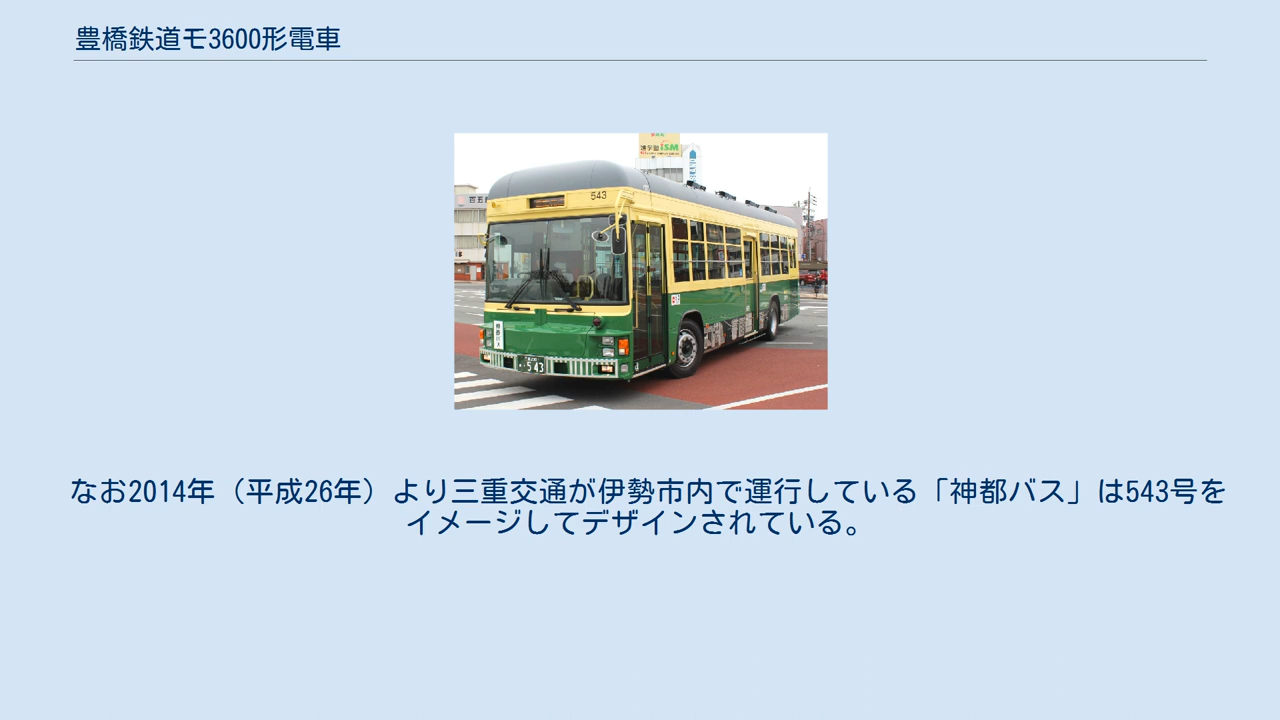 豊橋鉄道モ3600形電車
iSM
543
543
なお2014年（平成26年）より三重交通が伊勢市内で運行している「神都バス」は543号を
イメージしてデザインされている。